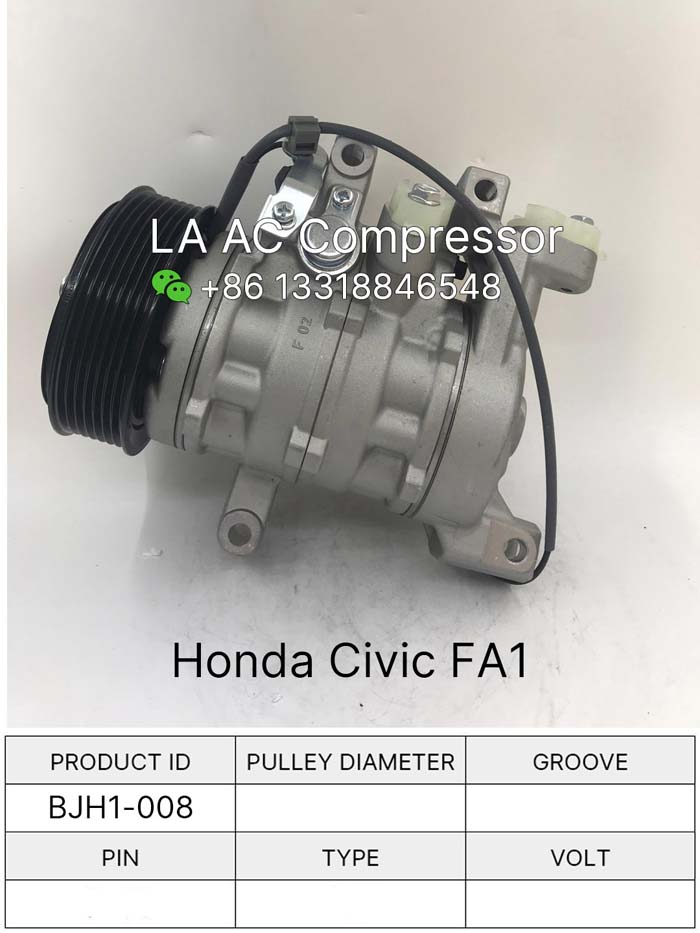 LA AC Compressor
+86 13318846548
F 02
Honda Civic FA1
PRODUCT ID PULLEY DIAMETER GROOVE
BJH1-008
PIN TYPE VOLT